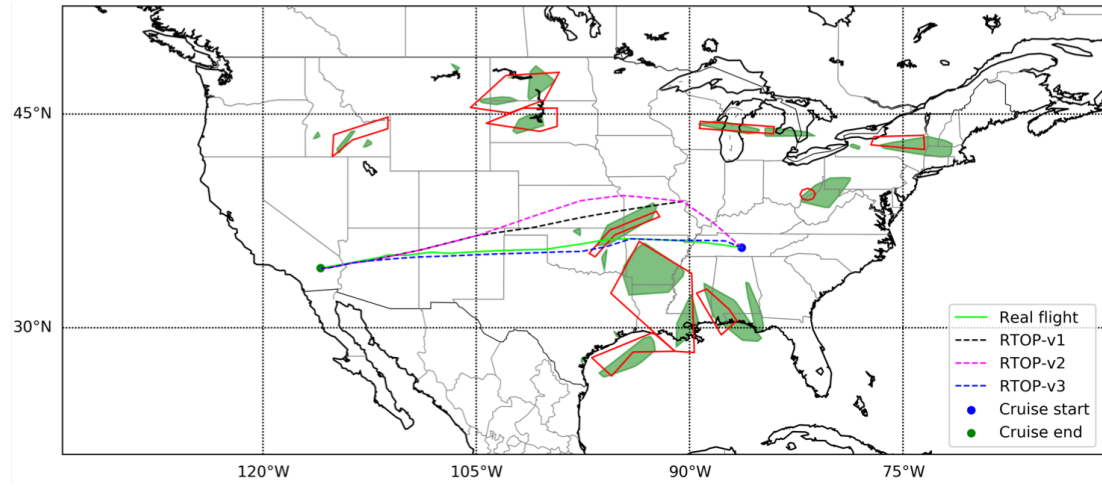 45°N
30°N
120°W
105°W
90°W
75°W
Real flight
RTOP-v1
RTOP-v2
RTOP-v3
Cruise start
Cruise end